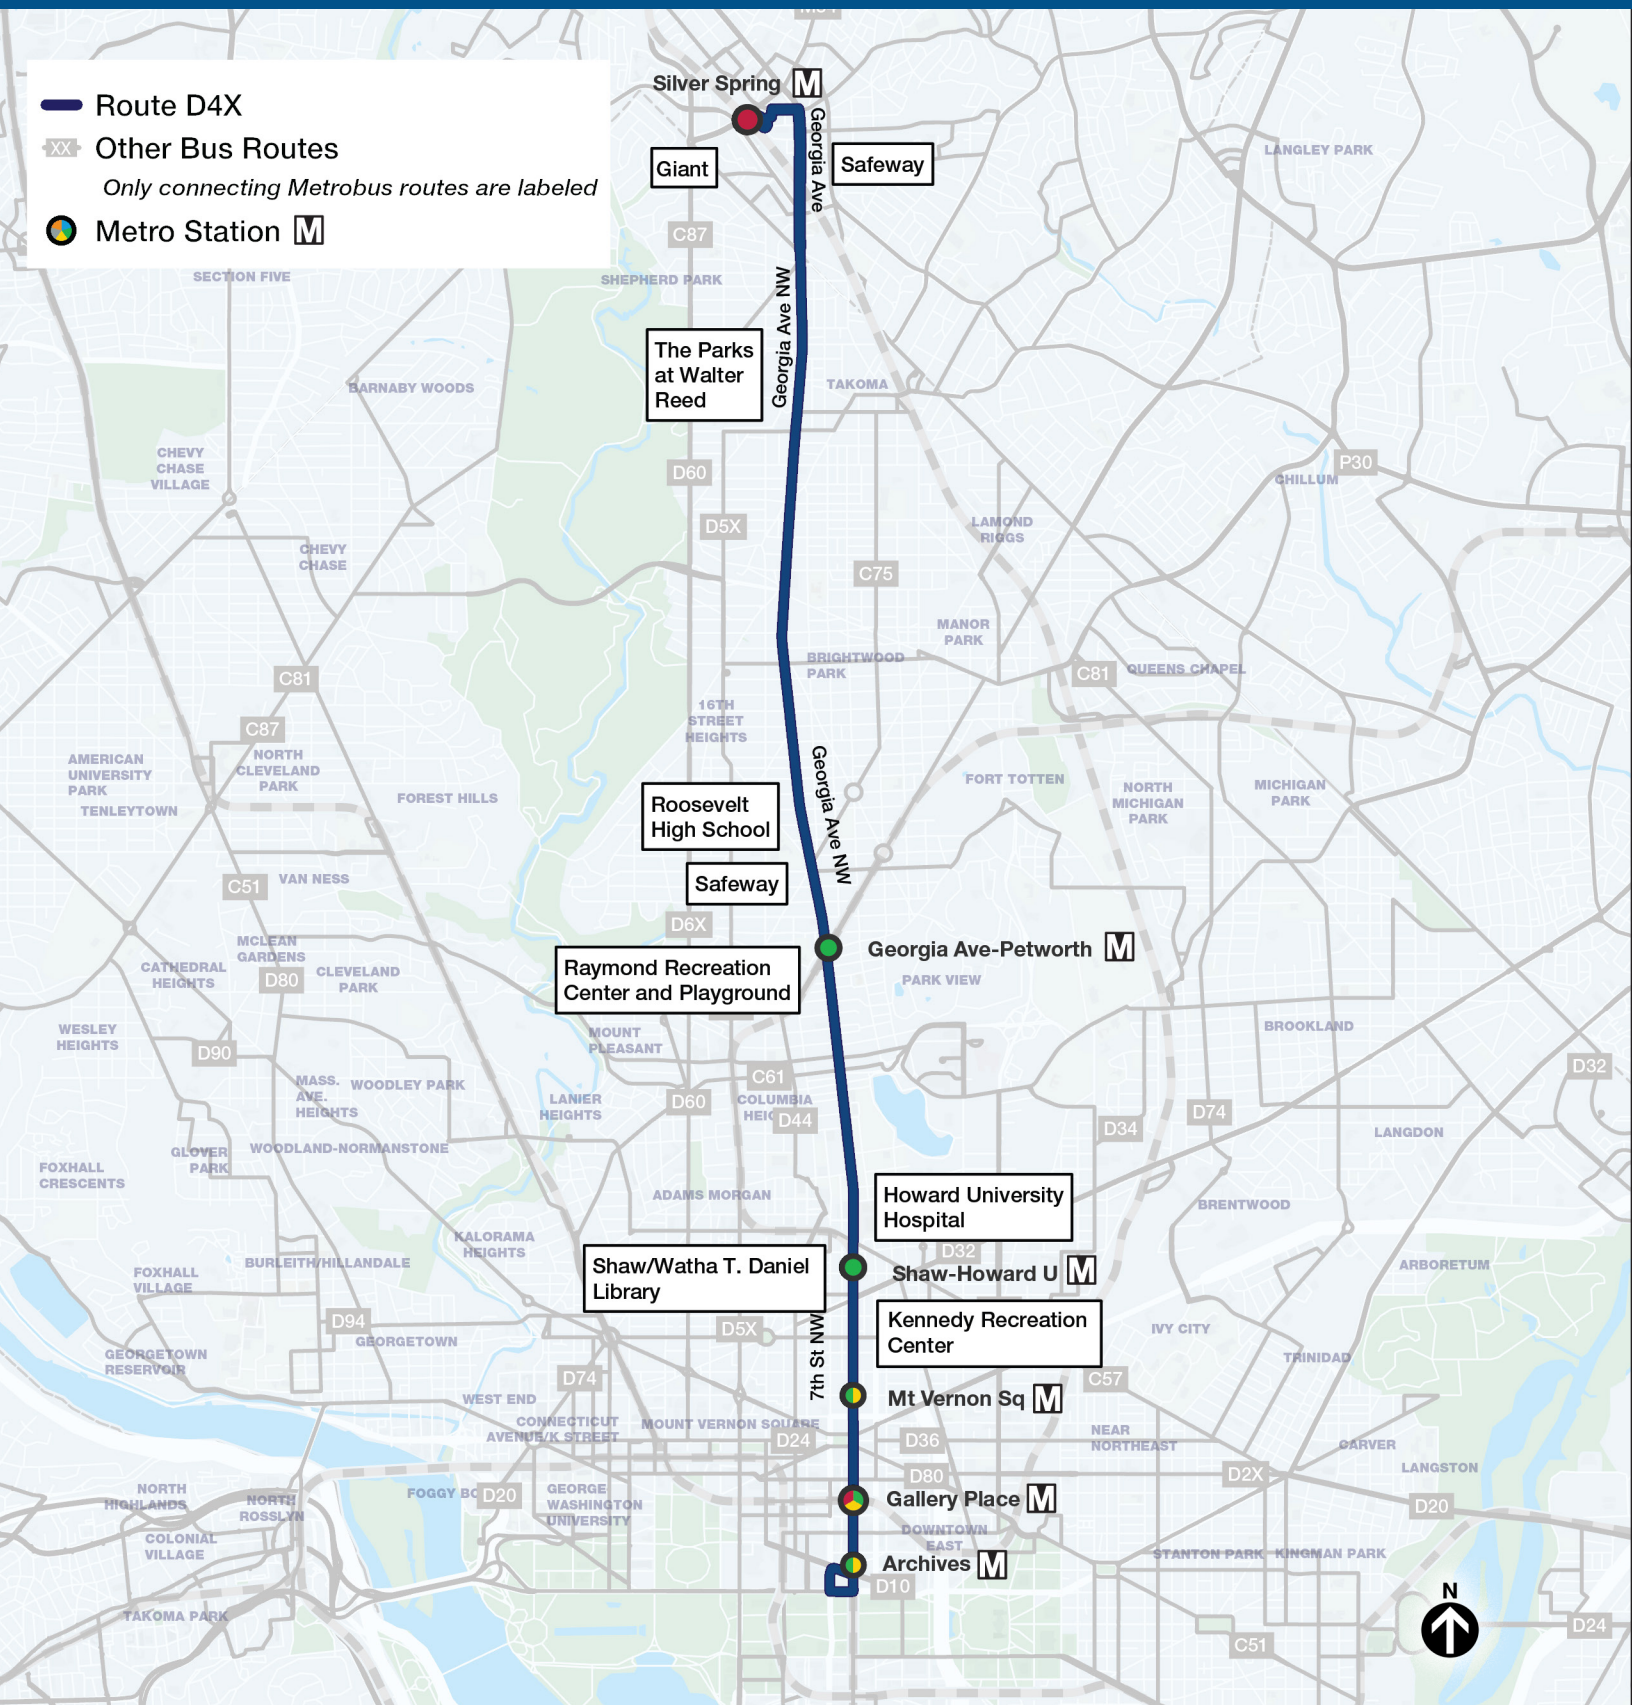 Silver Spring M
Route D4X
XX Other Bus Routes
Only connecting Metrobus routes are labeled
Metro Station M
Georgia Ave
Giant
Safeway
LANGLEY PARK
C87
SECTION FIVE
SHEPHERD PARK
Georgia Ave NW
The Parks
at Walter
Reed
BARNABY WOODS
TAKOMA
CHEVY
CHASE
VILLAGE
D60
P30
CHILLUM
D5X
LAMOND
RIGGS
CHEVY
CHASE
C75
MANOR
PARK
BRIGHTWOOD
PARK
C81
C81
QUEENS CHAPEL
16TH
STREET
HEIGHTS
C87
NORTH
CLEVELAND
PARK
AMERICAN
UNIVERSITY
PARK
TENLEYTOWN
FOREST HILLS
Georgia Ave NW
FORT TOTTEN
NORTH
MICHIGAN
PARK
MICHIGAN
PARK
Roosevelt
High School
Safeway
C51
VAN NESS
D6X
Georgia Ave-Petworth M
MCLEAN
GARDENS
CATHEDRAL
HEIGHTS
D80
CLEVELAND
PARK
Raymond Recreation
Center and Playground
PARK VIEW
WESLEY
HEIGHTS
D90
MOUNT
PLEASANT
BROOKLAND
D32
MASS.
AVE.
HEIGHTS
WOODLEY PARK
C61
LANIER
HEIGHTS
D60
COLUMBIA
HEIG
D44
D34
D74
LANGDON
GLOVER
PARK
WOODLAND-NORMANSTONE
FOXHALL
CRESCENTS
ADAMS MORGAN
Howard University
Hospital
BRENTWOOD
KALORAMA
HEIGHTS
D32
BURLEITH/HILLANDALE
FOXHALL
VILLAGE
Shaw/Watha T. Daniel
Library
Shaw-Howard U M
ARBORETUM
D94
GEORGETOWN
GEORGETOWN
RESERVOIR
D5X
7th St NW
Kennedy Recreation
Center
IVY CITY
TRINIDAD
D74
C57
WEST END
Mt Vernon Sq M
CONNECTICUT
AVENUE/K STREET
MOUNT VERNON SQUARE
D24
D36
NEAR
NORTHEAST
CARVER
LANGSTON
D80
D2X
NORTH
HIGHLANDS
NORTH
ROSSLYN
FOGGY BO
D20
GEORGE
WASHINGTON
UNIVERSITY
Gallery Place M
D20
DOWNTOWN
EAST
COLONIAL
VILLAGE
Archives M
STANTON PARK
KINGMAN PARK
D10
N
TAKOMA PARK
C51
D24